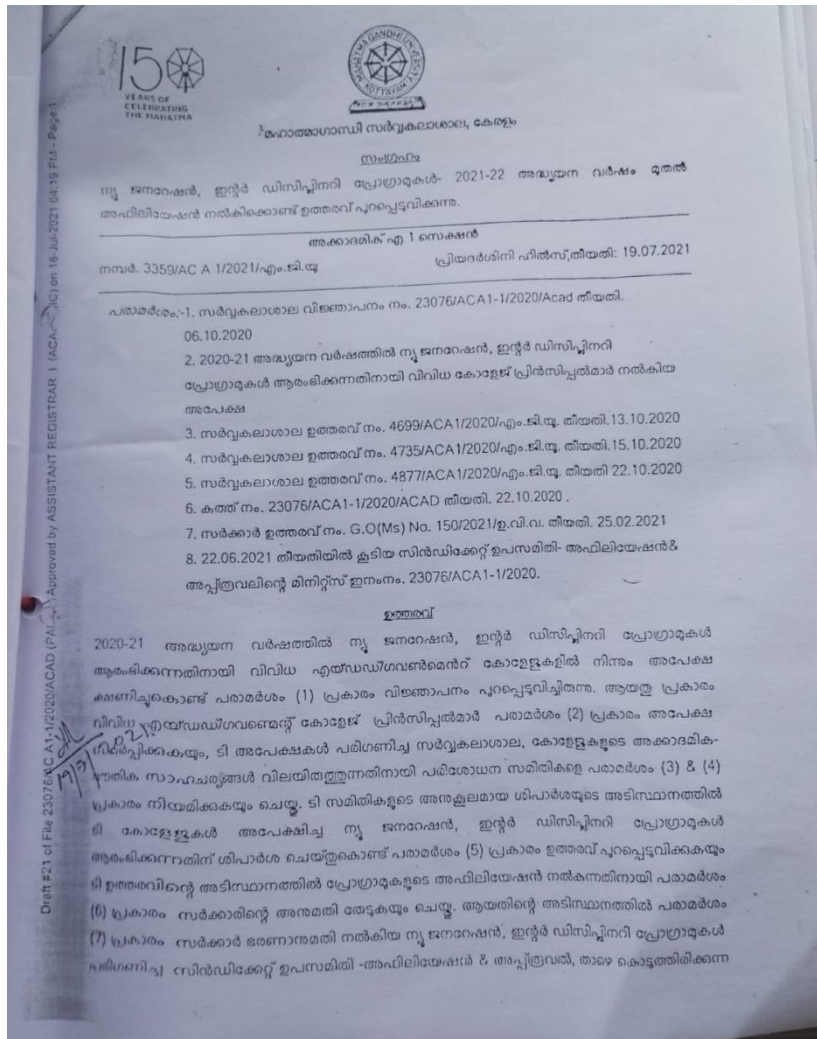 150
YEARS OF
CELEBRATING
THE MAHATMA
MAHATMA GANDHI UNIVERSITY
KOTTAYAM
മഹാത്മാഗാന്ധി സർവ്വകലാശാല, കേരളം
സംഗ്രഹം
ന്യൂ ജനറേഷൻ, ഇന്റർ ഡിസിപ്ലിനറി പ്രോഗ്രാമുകൾ- 2021-22 അദ്ധ്യയന വർഷം മുതൽ
അഫിലിയേഷൻ നൽകിക്കൊണ്ട് ഉത്തരവ് പുറപ്പെടുവിക്കുന്നു.
അക്കാദമിക് എ 1 സെക്ഷൻ
നമ്പർ. 3359/AC A 1/2021/എം.ജി.യു
പ്രിയദർശിനി ഹിൽസ്,തീയതി: 19.07.2021
പരാമർശം:-1. സർവ്വകലാശാല വിജ്ഞാപനം നം. 23076/ACA1-1/2020/Acad തീയതി.
06.10.2020
2. 2020-21 അദ്ധ്യയന വർഷത്തിൽ ന്യൂ ജനറേഷൻ, ഇന്റർ ഡിസിപ്ലിനറി
പ്രോഗ്രാമുകൾ ആരംഭിക്കുന്നതിനായി വിവിധ കോളേജ് പ്രിൻസിപ്പൽമാർ നൽകിയ
അപേക്ഷ
3. സർവ്വകലാശാല ഉത്തരവ് നം. 4699/ACA1/2020/എം.ജി.യു. തീയതി.13.10.2020
4. സർവ്വകലാശാല ഉത്തരവ് നം. 4735/ACA1/2020/എം.ജി.യു. തീയതി.15.10.2020
5. സർവ്വകലാശാല ഉത്തരവ് നം. 4877/ACA1/2020/എം.ജി.യു. തീയതി 22.10.2020
6. കത്ത് നം. 23076/ACA1-1/2020/ACAD തീയതി. 22.10.2020 .
7. സർക്കാർ ഉത്തരവ് നം. G.O(Ms) No. 150/2021/ഉ.വി.വ. തീയതി. 25.02.2021
8. 22.06.2021 തീയതിയിൽ കൂടിയ സിൻഡിക്കേറ്റ് ഉപസമിതി- അഫിലിയേഷൻ&
അപ്പ്രൂവലിന്റെ മിനിറ്റ്സ് ഇനംനം. 23076/ACA1-1/2020.
ഉത്തരവ്
2020-21 അദ്ധ്യയന വർഷത്തിൽ ന്യൂ ജനറേഷൻ, ഇന്റർ ഡിസിപ്ലിനറി പ്രോഗ്രാമുകൾ
ആരംഭിക്കുന്നതിനായി വിവിധ എയ്ഡഡ്/ഗവൺമെൻറ് കോളേജുകളിൽ നിന്നും അപേക്ഷ
ക്ഷണിച്ചുകൊണ്ട് പരാമർശം (1) പ്രകാരം വിജ്ഞാപനം പുറപ്പെടുവിച്ചിരുന്നു. ആയതു പ്രകാരം
വിവിധ എയ്ഡഡ്/ഗവണ്മെന്റ് കോളേജ് പ്രിൻസിപ്പൽമാർ പരാമർശം (2) പ്രകാരം അപേക്ഷ
സമർപ്പിക്കുകയും, ടി അപേക്ഷകൾ പരിഗണിച്ച സർവ്വകലാശാല, കോളേജുകളുടെ അക്കാദമിക-
ഭൗതിക സാഹചര്യങ്ങൾ വിലയിരുത്തുന്നതിനായി പരിശോധന സമിതികളെ പരാമർശം (3) & (4)
പ്രകാരം നിയമിക്കുകയും ചെയ്തു. ടി സമിതികളുടെ അനുകൂലമായ ശിപാർശയുടെ അടിസ്ഥാനത്തിൽ
ടി കോളേജുകൾ അപേക്ഷിച്ച ന്യൂ ജനറേഷൻ, ഇന്റർ ഡിസിപ്ലിനറി പ്രോഗ്രാമുകൾ
ആരംഭിക്കുന്നതിന് ശിപാർശ ചെയ്തുകൊണ്ട് പരാമർശം (5) പ്രകാരം ഉത്തരവ് പുറപ്പെടുവിക്കുകയും
ടി ഉത്തരവിന്റെ അടിസ്ഥാനത്തിൽ പ്രോഗ്രാമുകളുടെ അഫിലിയേഷൻ നൽകുന്നതിനായി പരാമർശം
(6) പ്രകാരം സർക്കാരിന്റെ അനുമതി തേടുകയും ചെയ്തു. ആയതിന്റെ അടിസ്ഥാനത്തിൽ പരാമർശം
(7) പ്രകാരം സർക്കാർ ഭരണാനുമതി നൽകിയ ന്യൂ ജനറേഷൻ, ഇന്റർ ഡിസിപ്ലിനറി പ്രോഗ്രാമുകൾ
പരിഗണിച്ച സിൻഡിക്കേറ്റ് ഉപസമിതി -അഫിലിയേഷൻ & അപ്പ്രൂവൽ, താഴെ കൊടുത്തിരിക്കുന്ന
Draft #21 of File 23076/AC A1-1/2020/ACAD Approved by ASSISTANT REGISTRAR I on 18-Jul-2021 04:19 PM - Page 1